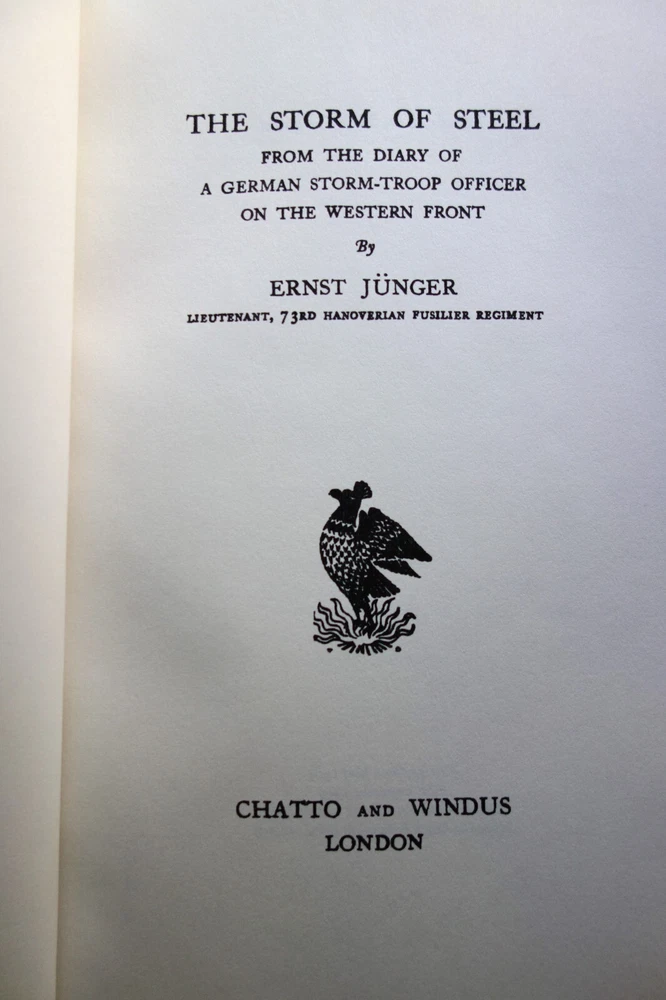 THE STORM OF STEEL
FROM THE DIARY OF
A GERMAN STORM-TROOP OFFICER
ON THE WESTERN FRONT
By
ERNST JÜNGER
LIEUTENANT, 73RD HANOVERIAN FUSILIER REGIMENT
CHATTO AND WINDUS
LONDON